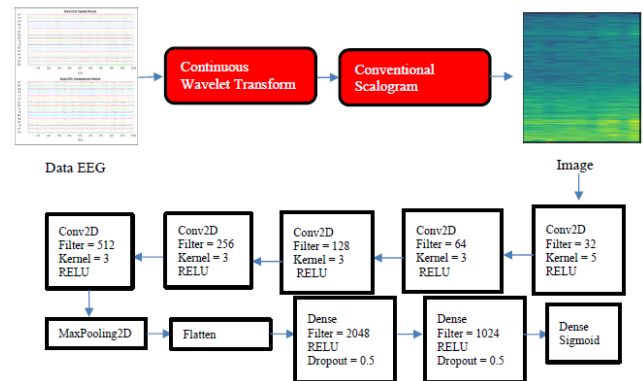 Continuous
Wavelet Transform
Conventional
Scalogram
Data EEG
Image
Conv2D
Filter = 512
Kernel = 3
RELU
Conv2D
Filter = 256
Kernel = 3
RELU
Conv2D
Filter = 128
Kernel = 3
RELU
Conv2D
Filter = 64
Kernel = 3
RELU
Conv2D
Filter = 32
Kernel = 5
RELU
MaxPooling2D
Flatten
Dense
Filter = 2048
RELU
Dropout = 0.5
Dense
Filter = 1024
RELU
Dropout = 0.5
Dense
Sigmoid